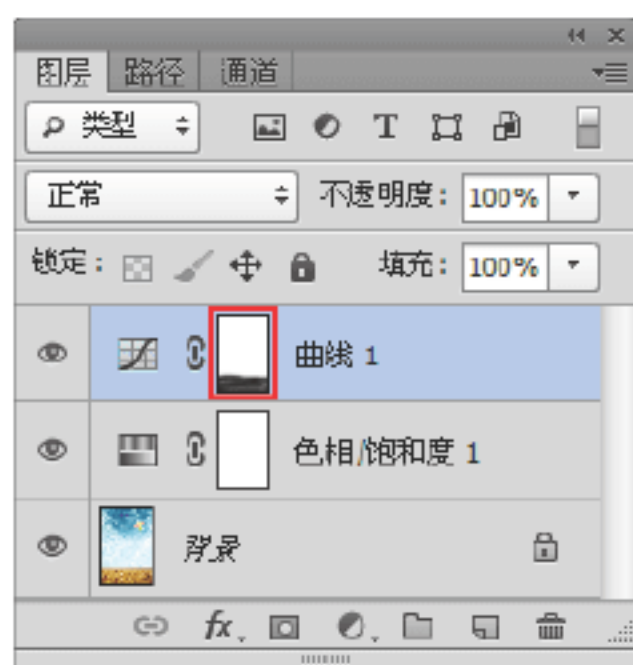 图层 路径 通道
类型
正常 不透明度: 100%
锁定: 填充: 100%
曲线 1
色相/饱和度 1
背景
fx.